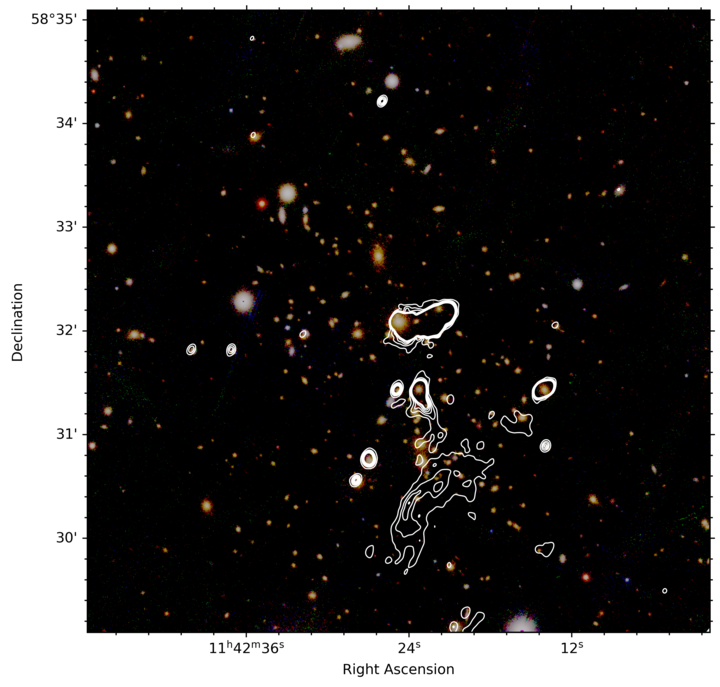 58°35'
34'
33'
32'
31'
30'
Declination
11ʰ42ᵐ36ˢ
24ˢ
12ˢ
Right Ascension